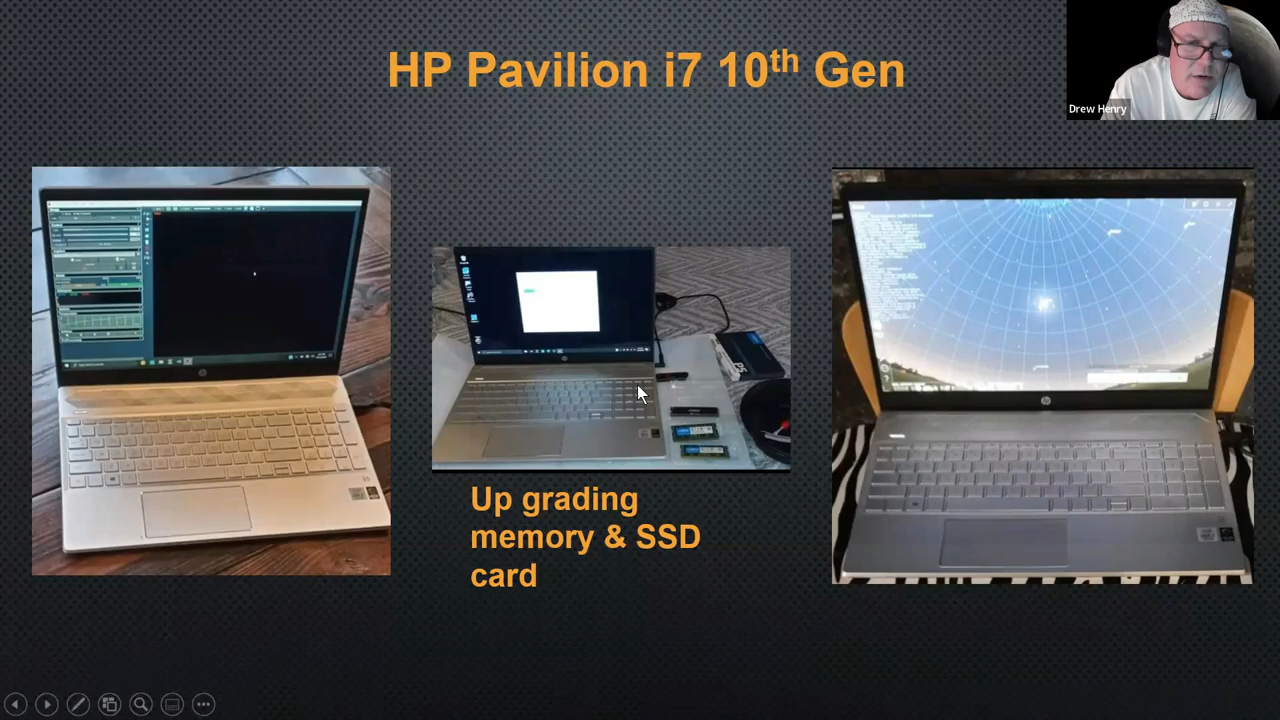 HP Pavilion i7 10th Gen
Drew Henry
Up grading
memory & SSD
card